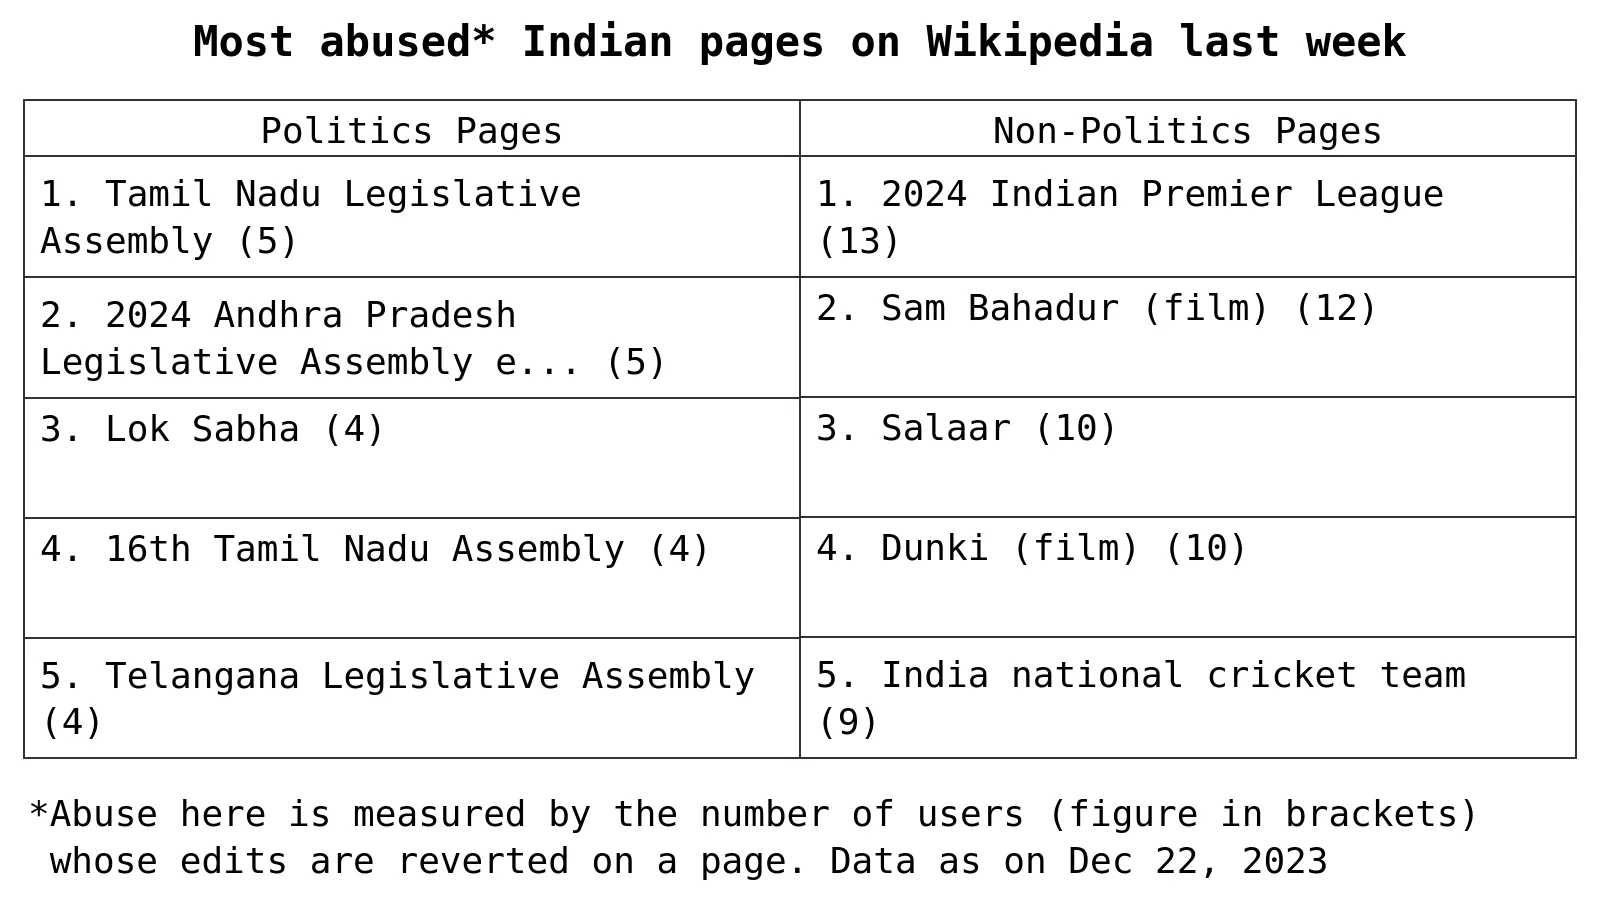 Most abused* Indian pages on Wikipedia last week
Politics Pages
Non-Politics Pages
1. Tamil Nadu Legislative
Assembly (5)
1. 2024 Indian Premier League
(13)
2. 2024 Andhra Pradesh
Legislative Assembly e... (5)
2. Sam Bahadur (film) (12)
3. Lok Sabha (4)
3. Salaar (10)
4. 16th Tamil Nadu Assembly (4)
4. Dunki (film) (10)
5. Telangana Legislative Assembly
(4)
5. India national cricket team
(9)
*Abuse here is measured by the number of users (figure in brackets)
whose edits are reverted on a page. Data as on Dec 22, 2023